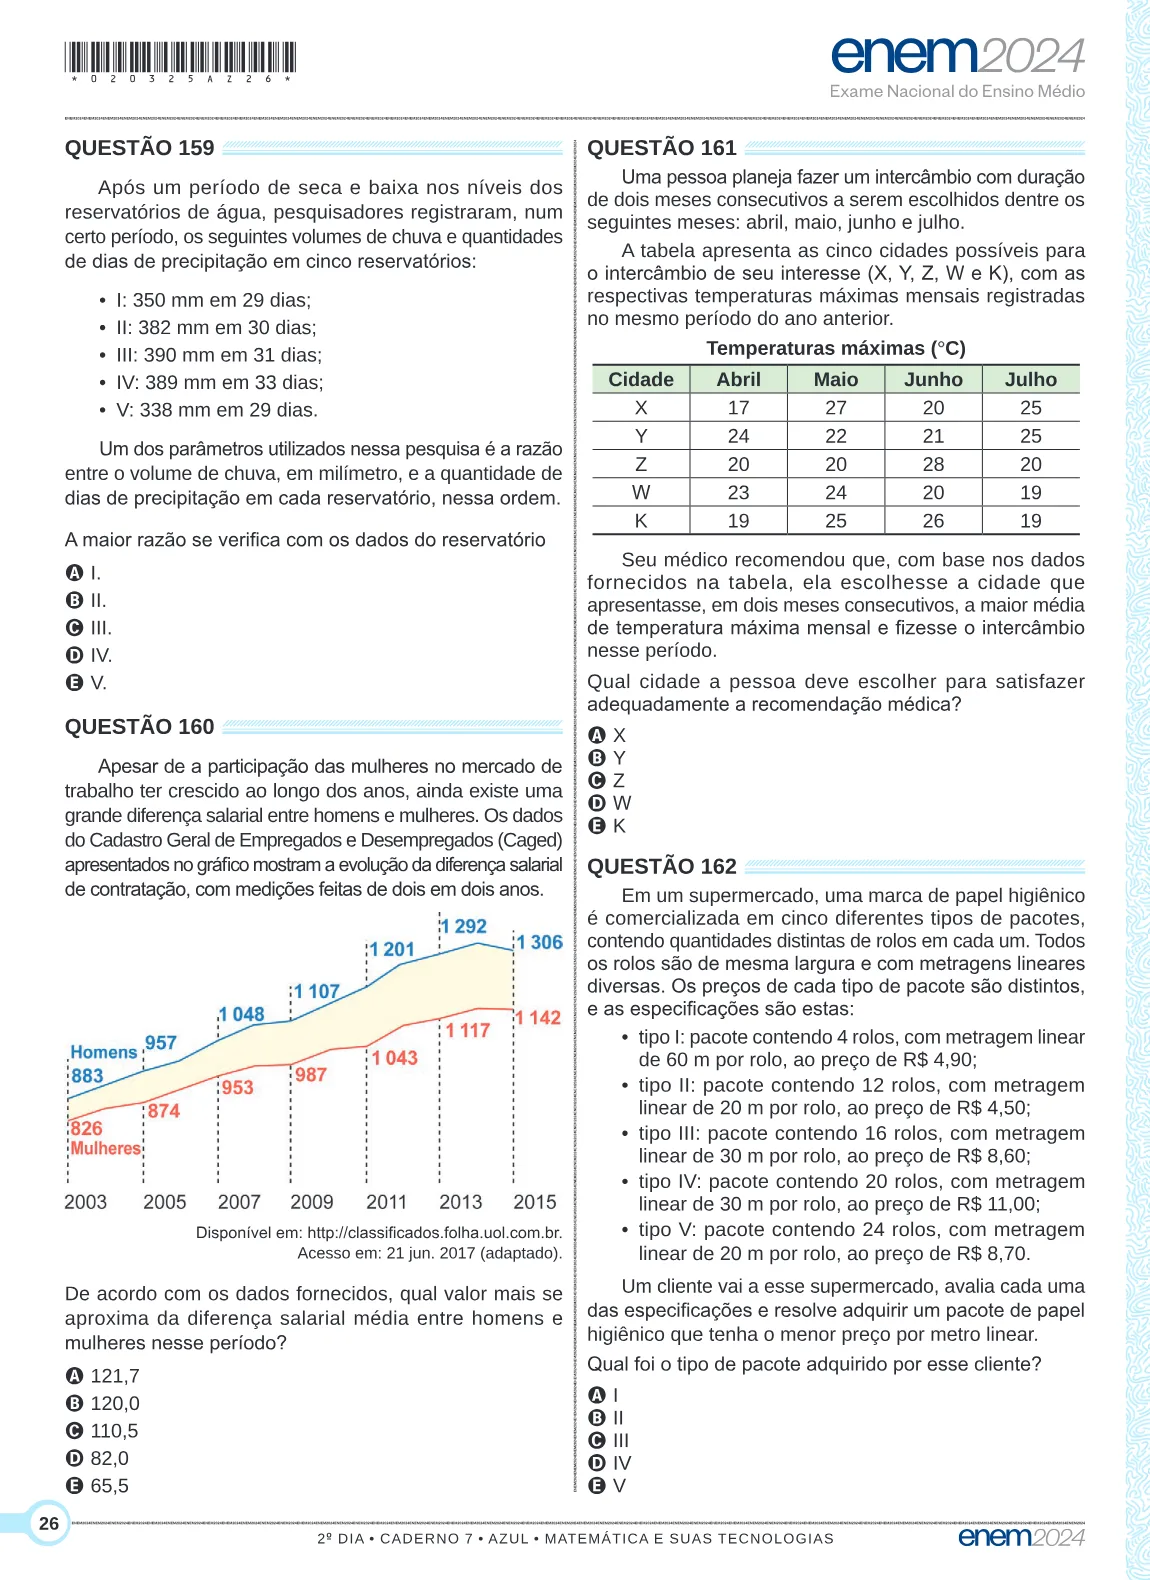 *020325AZ26*
enem2024
Exame Nacional do Ensino Médio
QUESTÃO 159
Após um período de seca e baixa nos níveis dos
reservatórios de água, pesquisadores registraram, num
certo período, os seguintes volumes de chuva e quantidades
de dias de precipitação em cinco reservatórios:
• I: 350 mm em 29 dias;
• II: 382 mm em 30 dias;
• III: 390 mm em 31 dias;
• IV: 389 mm em 33 dias;
• V: 338 mm em 29 dias.
Um dos parâmetros utilizados nessa pesquisa é a razão
entre o volume de chuva, em milímetro, e a quantidade de
dias de precipitação em cada reservatório, nessa ordem.
A maior razão se verifica com os dados do reservatório
A I.
B II.
C III.
D IV.
E V.
QUESTÃO 160
Apesar de a participação das mulheres no mercado de
trabalho ter crescido ao longo dos anos, ainda existe uma
grande diferença salarial entre homens e mulheres. Os dados
do Cadastro Geral de Empregados e Desempregados (Caged)
apresentados no gráfico mostram a evolução da diferença salarial
de contratação, com medições feitas de dois em dois anos.
1 292
1 306
1 201
1 107
1 048
957
Homens
883
1 142
1 117
1 043
987
953
874
826
Mulheres
2003 2005 2007 2009 2011 2013 2015
Disponível em: http://classificados.folha.uol.com.br.
Acesso em: 21 jun. 2017 (adaptado).
De acordo com os dados fornecidos, qual valor mais se
aproxima da diferença salarial média entre homens e
mulheres nesse período?
A 121,7
B 120,0
C 110,5
D 82,0
E 65,5
QUESTÃO 161
Uma pessoa planeja fazer um intercâmbio com duração
de dois meses consecutivos a serem escolhidos dentre os
seguintes meses: abril, maio, junho e julho.
A tabela apresenta as cinco cidades possíveis para
o intercâmbio de seu interesse (X, Y, Z, W e K), com as
respectivas temperaturas máximas mensais registradas
no mesmo período do ano anterior.
Temperaturas máximas (°C)
Cidade Abril Maio Junho Julho
X 17 27 20 25
Y 24 22 21 25
Z 20 20 28 20
W 23 24 20 19
K 19 25 26 19
Seu médico recomendou que, com base nos dados
fornecidos na tabela, ela escolhesse a cidade que
apresentasse, em dois meses consecutivos, a maior média
de temperatura máxima mensal e fizesse o intercâmbio
nesse período.
Qual cidade a pessoa deve escolher para satisfazer
adequadamente a recomendação médica?
A X
B Y
C Z
D W
E K
QUESTÃO 162
Em um supermercado, uma marca de papel higiênico
é comercializada em cinco diferentes tipos de pacotes,
contendo quantidades distintas de rolos em cada um. Todos
os rolos são de mesma largura e com metragens lineares
diversas. Os preços de cada tipo de pacote são distintos,
e as especificações são estas:
• tipo I: pacote contendo 4 rolos, com metragem linear
de 60 m por rolo, ao preço de R$ 4,90;
• tipo II: pacote contendo 12 rolos, com metragem
linear de 20 m por rolo, ao preço de R$ 4,50;
• tipo III: pacote contendo 16 rolos, com metragem
linear de 30 m por rolo, ao preço de R$ 8,60;
• tipo IV: pacote contendo 20 rolos, com metragem
linear de 30 m por rolo, ao preço de R$ 11,00;
• tipo V: pacote contendo 24 rolos, com metragem
linear de 20 m por rolo, ao preço de R$ 8,70.
Um cliente vai a esse supermercado, avalia cada uma
das especificações e resolve adquirir um pacote de papel
higiênico que tenha o menor preço por metro linear.
Qual foi o tipo de pacote adquirido por esse cliente?
A I
B II
C III
D IV
E V
26
2º DIA • CADERNO 7 • AZUL • MATEMÁTICA E SUAS TECNOLOGIAS
enem2024